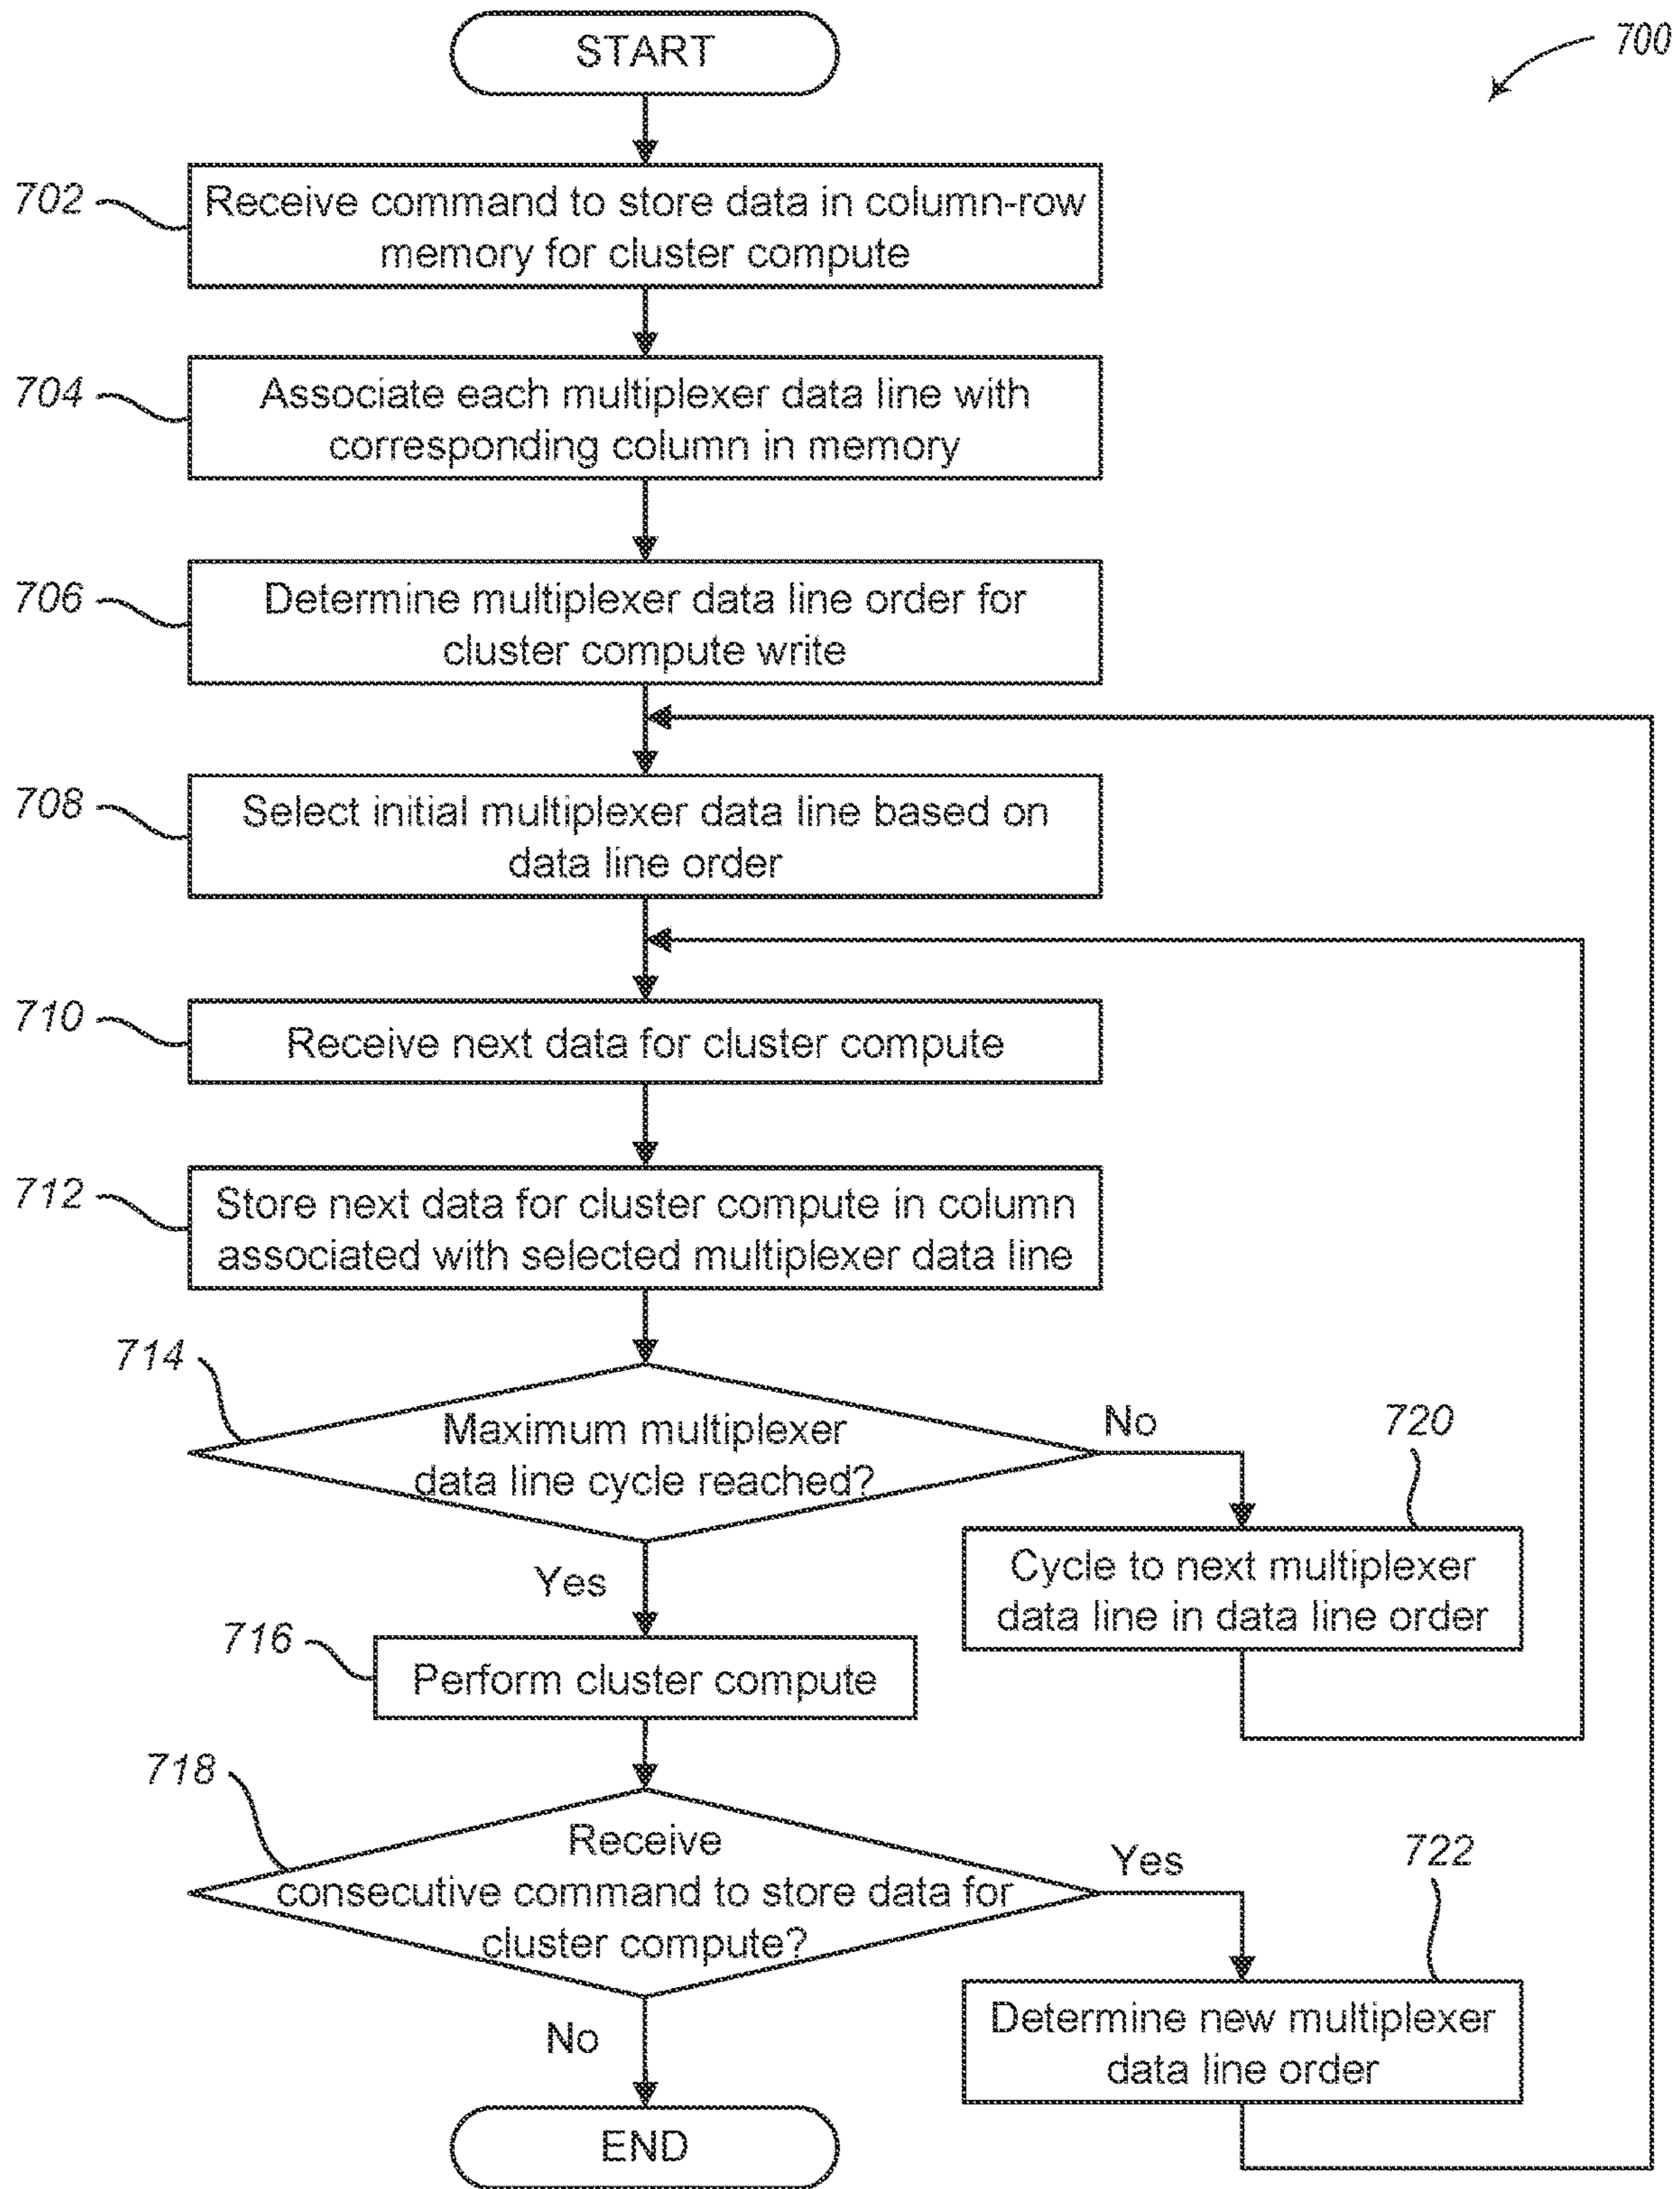 START
700
702
Receive command to store data in column-row
memory for cluster compute
704
Associate each multiplexer data line with
corresponding column in memory
706
Determine multiplexer data line order for
cluster compute write
708
Select initial multiplexer data line based on
data line order
710
Receive next data for cluster compute
712
Store next data for cluster compute in column
associated with selected multiplexer data line
714
Maximum multiplexer
data line cycle reached?
No
720
Cycle to next multiplexer
data line in data line order
Yes
716
Perform cluster compute
718
Receive
consecutive command to store data for
cluster compute?
Yes
722
Determine new multiplexer
data line order
No
END